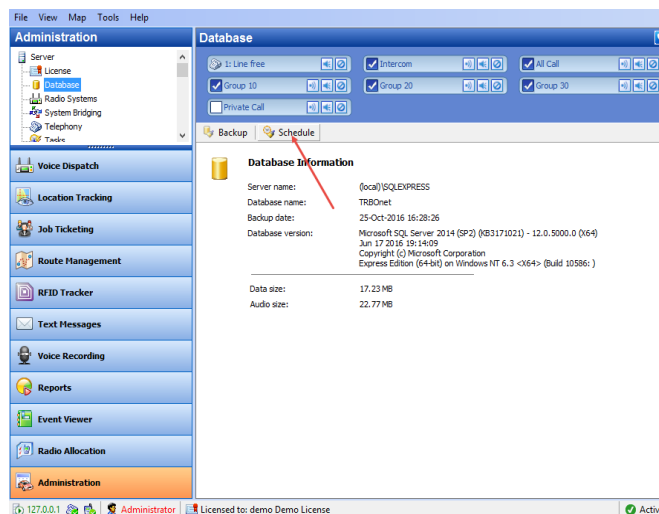 File View Map Tools Help
Administration
Server
License
Database
Radio Systems
System Bridging
Telephony
Tasks
Voice Dispatch
Location Tracking
Job Ticketing
Route Management
RFID Tracker
Text Messages
Voice Recording
Reports
Event Viewer
Radio Allocation
Administration
Database
1: Line free Intercom All Call
Group 10 Group 20 Group 30
Private Call
Backup Schedule
Database Information
Server name: (local)\SQLEXPRESS
Database name: TRBOnet
Backup date: 25-Oct-2016 16:28:26
Database version: Microsoft SQL Server 2014 (SP2) (KB3171021) - 12.0.5000.0 (X64)
Jun 17 2016 19:14:09
Copyright (c) Microsoft Corporation
Express Edition (64-bit) on Windows NT 6.3 <X64> (Build 10586: )
Data size: 17.23 MB
Audio size: 22.77 MB
127.0.0.1 Administrator Licensed to: demo Demo License Activ